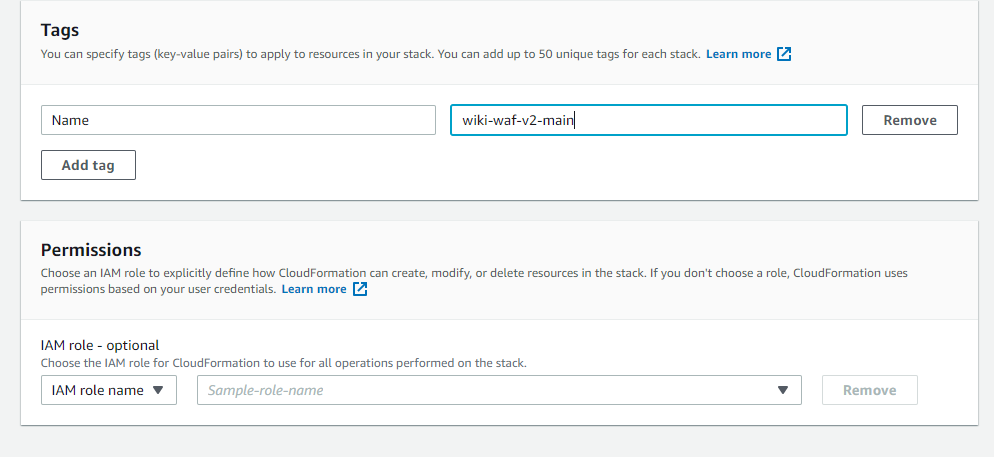 Tags
You can specify tags (key-value pairs) to apply to resources in your stack. You can add up to 50 unique tags for each stack. Learn more
Name
wiki-waf-v2-main
Remove
Add tag
Permissions
Choose an IAM role to explicitly define how CloudFormation can create, modify, or delete resources in the stack. If you don't choose a role, CloudFormation uses
permissions based on your user credentials. Learn more
IAM role - optional
Choose the IAM role for CloudFormation to use for all operations performed on the stack.
IAM role name
Sample-role-name
Remove